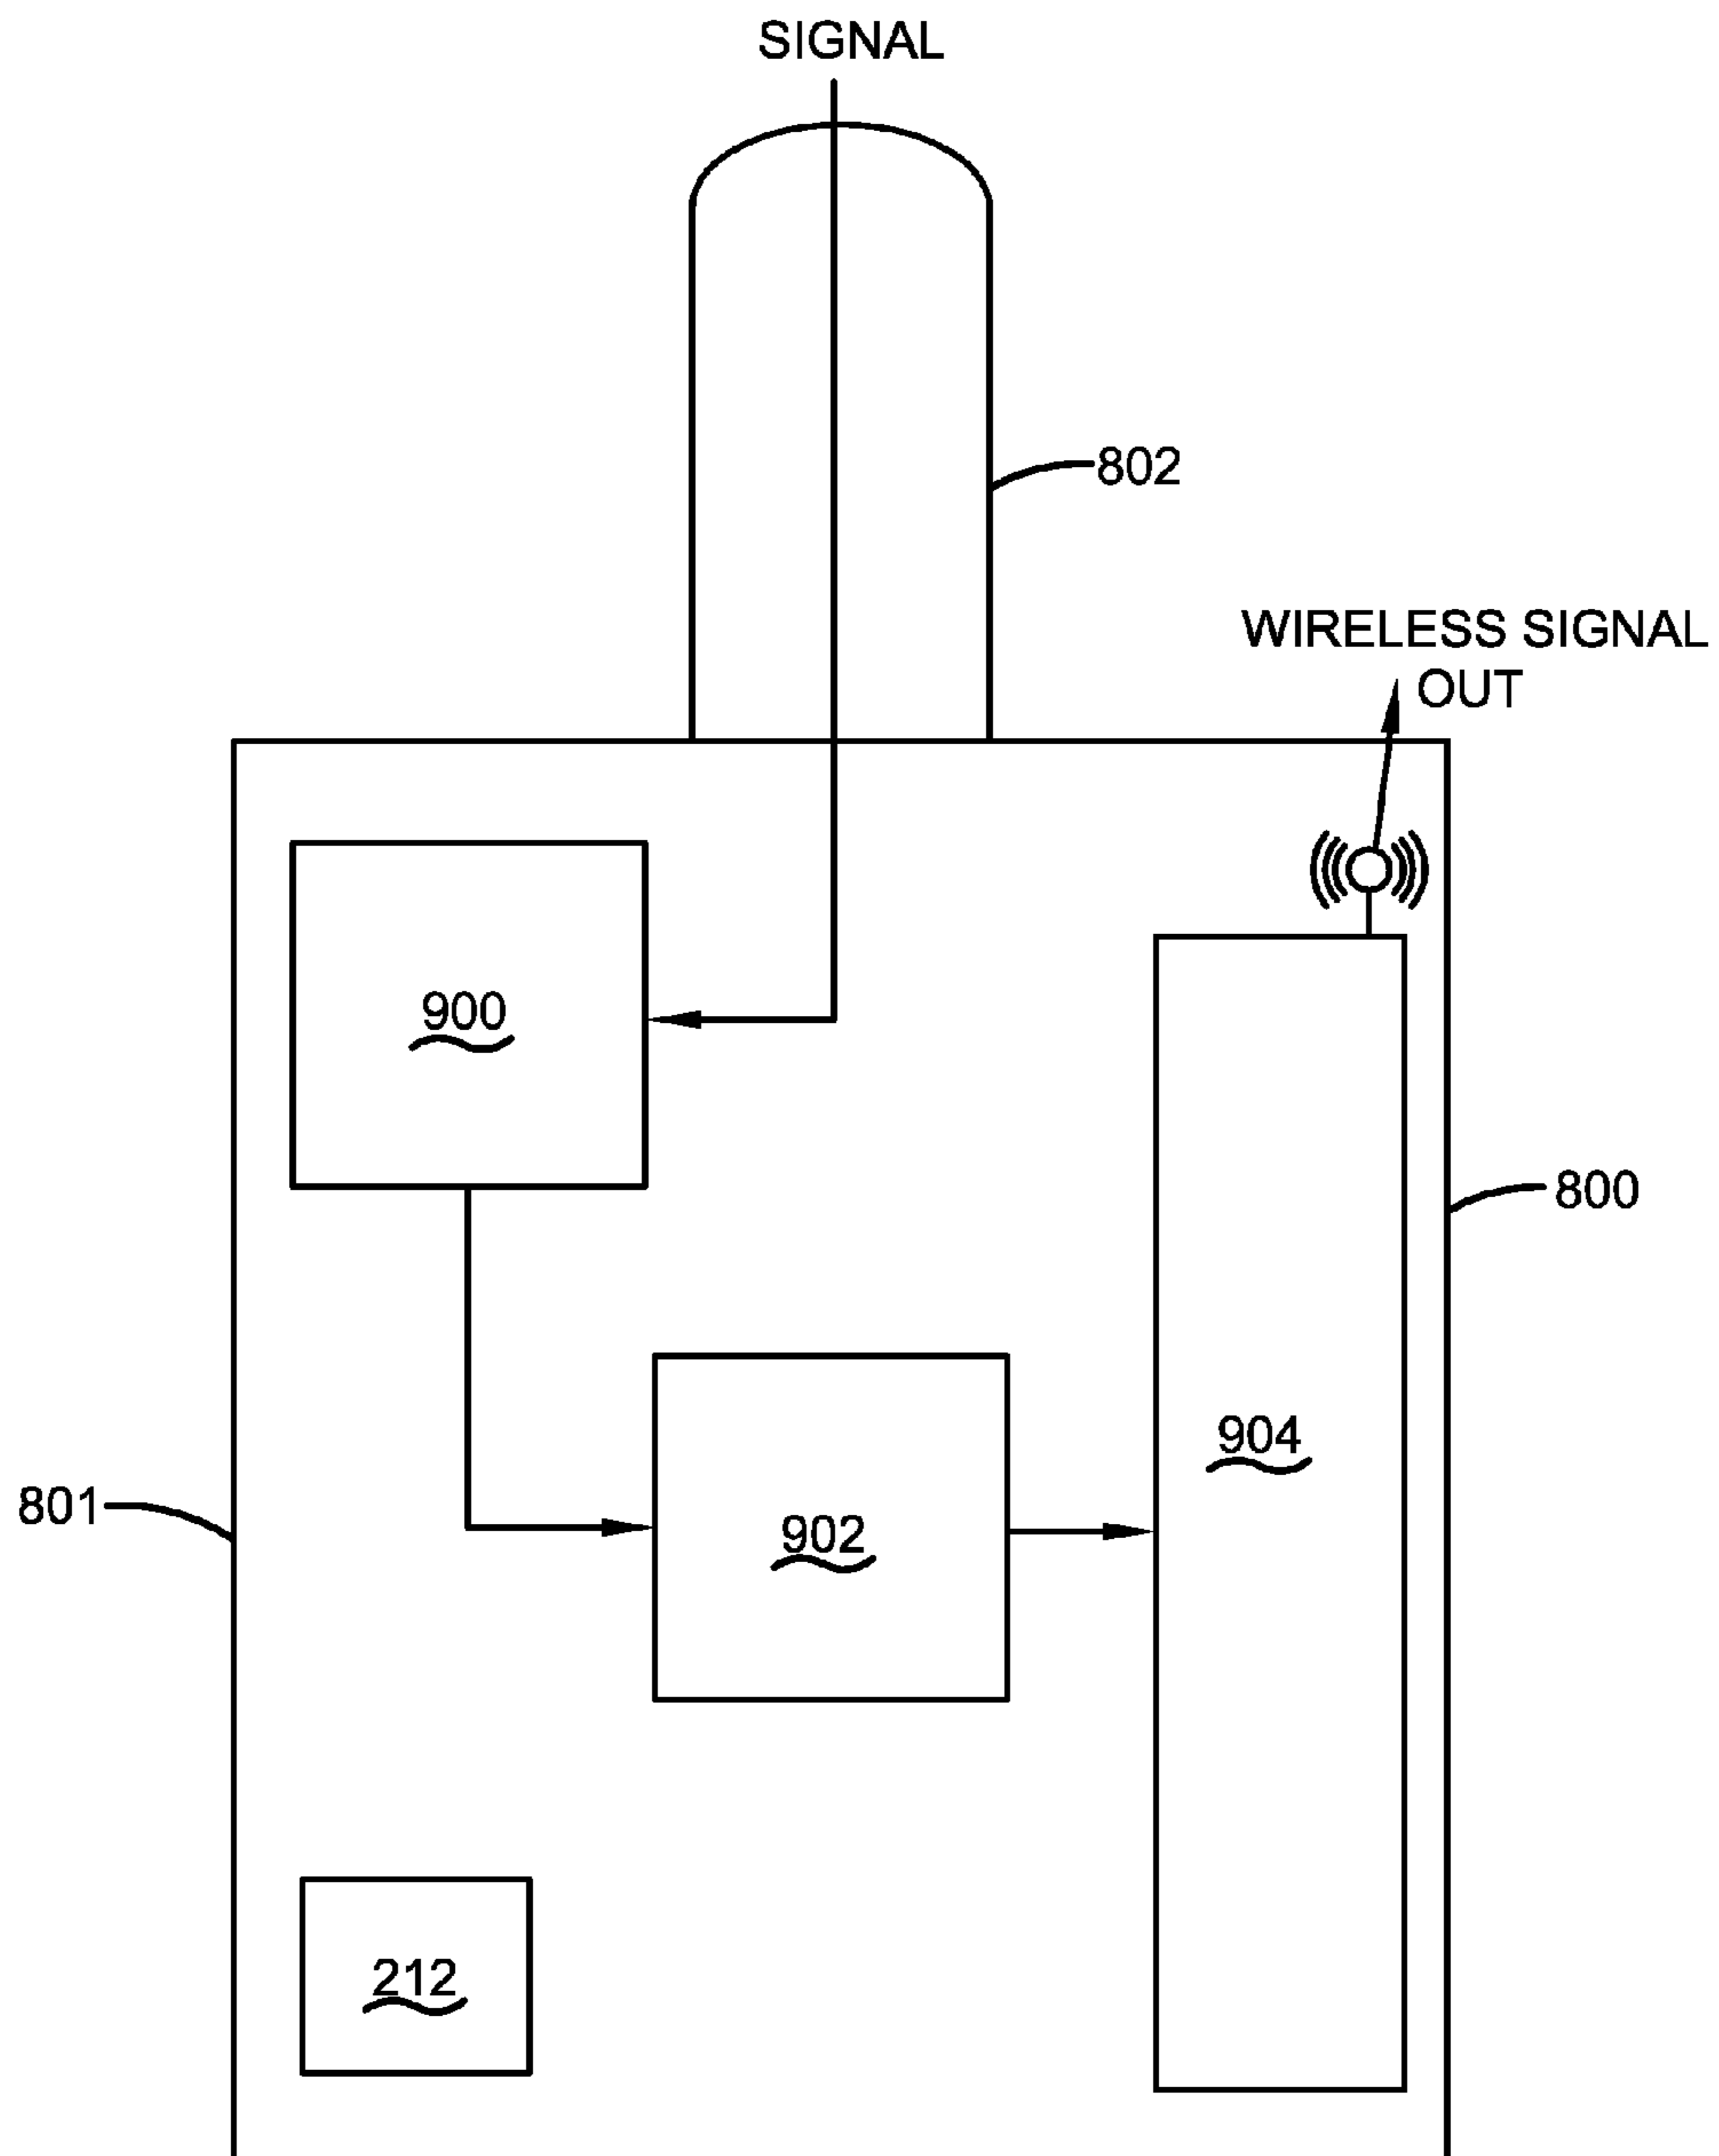 SIGNAL
802
WIRELESS SIGNAL
OUT
900
800
904
801
902
212